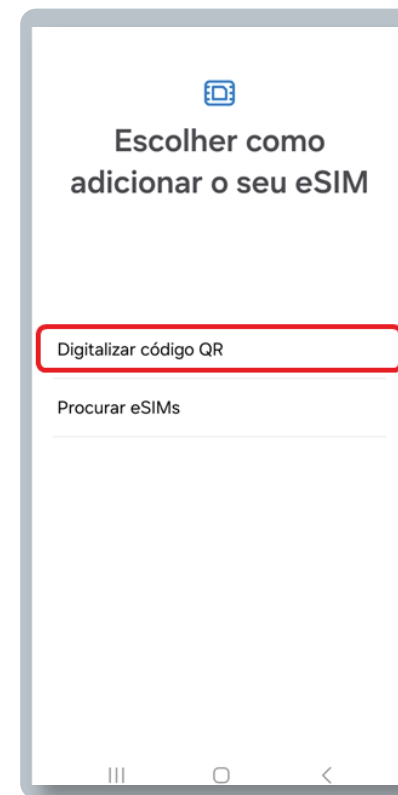 Escolher como
adicionar o seu eSIM
Digitalizar código QR
Procurar eSIMs